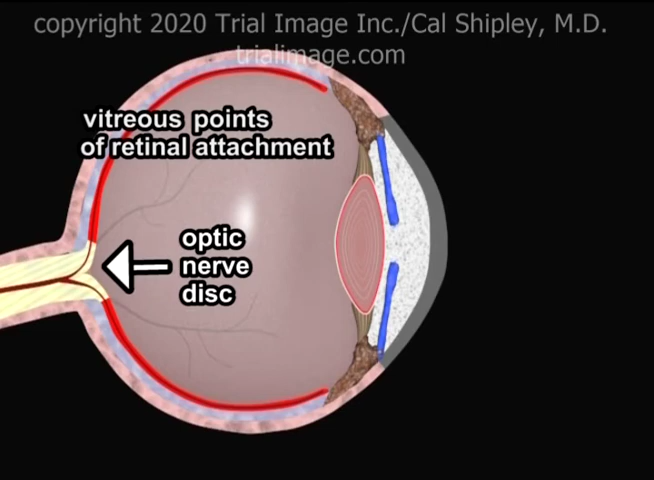 copyright 2020 Trial Image Inc./Cal Shipley, M.D.
trialimage.com
vitreous points
of retinal attachment
optic
nerve
disc